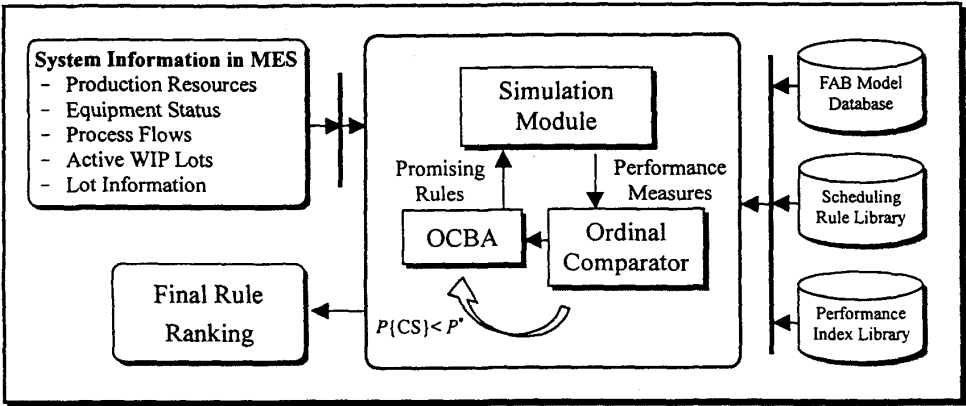 System Information in MES
- Production Resources
- Equipment Status
- Process Flows
- Active WIP Lots
- Lot Information
Simulation
Module
Promising
Rules
Performance
Measures
OCBA
Ordinal
Comparator
P{CS}< P*
Final Rule
Ranking
FAB Model
Database
Scheduling
Rule Library
Performance
Index Library